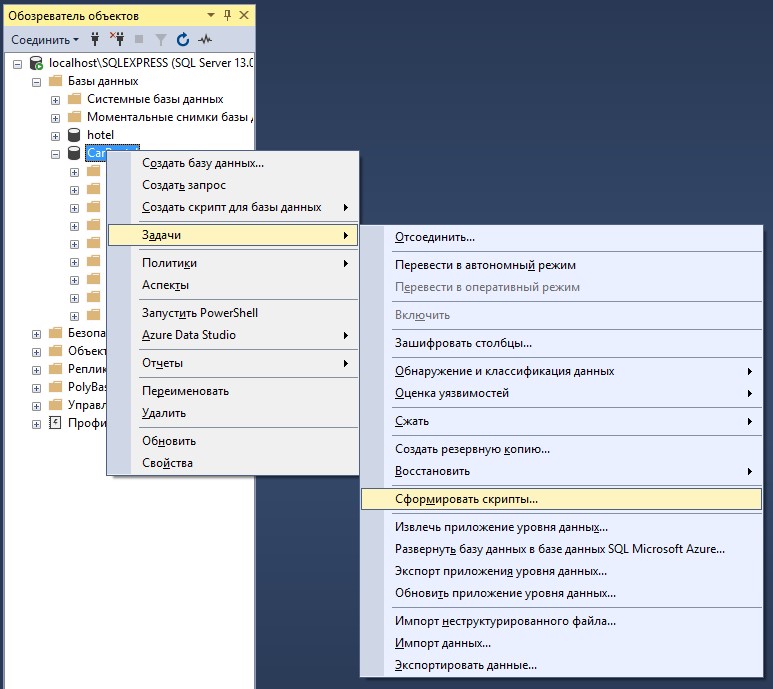 Обозреватель объектов
Соединить
localhost\SQLEXPRESS (SQL Server 13.0
Базы данных
Системные базы данных
Моментальные снимки базы
hotel
Создать базу данных...
Создать запрос
Создать скрипт для базы данных
Задачи
Политики
Аспекты
Запустить PowerShell
Azure Data Studio
Отчеты
Переименовать
Удалить
Обновить
Свойства
Отсоединить...
Перевести в автономный режим
Перевести в оперативный режим
Включить
Зашифровать столбцы...
Обнаружение и классификация данных
Оценка уязвимостей
Сжать
Создать резервную копию...
Восстановить
Сформировать скрипты...
Извлечь приложение уровня данных...
Развернуть базу данных в базе данных SQL Microsoft Azure...
Экспорт приложения уровня данных...
Обновить приложение уровня данных...
Импорт неструктурированного файла...
Импорт данных...
Экспортировать данные...
Безопа
Объект
Реплик
PolyBas
Управл
Профи